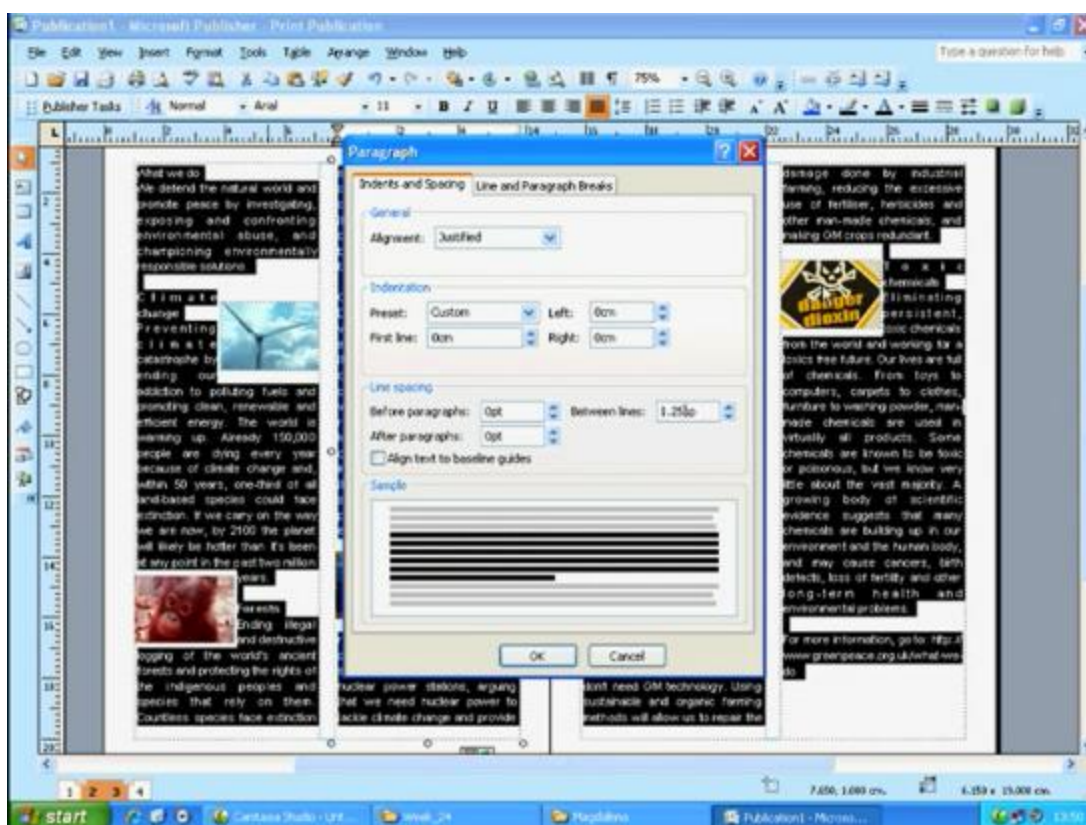 Publication1 - Microsoft Publisher - Print Publication
File Edit View Insert Format Tools Table Arrange Window Help
Type a question for help
75%
Publisher Tasks Normal Arial 11
What we do
We defend the natural world and
promote peace by investigating,
exposing and confronting
environmental abuse, and
championing environmentally
responsible solutions.
Climate
change
Preventing
climate
catastrophe by
ending our
addiction to polluting fuels and
promoting clean, renewable and
efficient energy. The world is
warming up. Already 150,000
people are dying every year
because of climate change and,
within 50 years, one-third of all
land-based species could face
extinction. If we carry on the way
we are now, by 2100 the planet
will likely be hotter than it's been
at any point in the past two million
years.
Forests
Ending illegal
and destructive
logging of the world's ancient
forests and protecting the rights of
the indigenous peoples and
species that rely on them.
Countless species face extinction
nuclear power stations, arguing
that we need nuclear power to
tackle climate change and provide
Paragraph
Indents and Spacing Line and Paragraph Breaks
General
Alignment: Justified
Indentation
Preset: Custom Left: 0cm
First line: 0cm Right: 0cm
Line spacing
Before paragraphs: 0pt Between lines:
After paragraphs: 0pt
Align text to baseline guides
Sample
OK Cancel
don't need GM technology. Using
sustainable and organic farming
methods will allow us to repair the
damage done by industrial
farming, reducing the excessive
use of fertiliser, herbicides and
other man-made chemicals, and
making GM crops redundant.
danger
dioxin
Toxic
chemicals
Eliminating
persistent,
toxic chemicals
from the world and working for a
toxics free future. Our lives are full
of chemicals. From toys to
computers, carpets to clothes,
furniture to washing powder, man-
made chemicals are used in
virtually all products. Some
chemicals are known to be toxic
or poisonous, but we know very
little about the vast majority. A
growing body of scientific
evidence suggests that many
chemicals are building up in our
environment and the human body,
and may cause cancers, birth
defects, loss of fertility and other
long-term health and
environmental problems.
For more information, go to: http://
www.greenpeace.org.uk/what-we-
do
1 2 3 4
7.650, 1.000 cm. 6.150 x 19.000 cm.
start Camtasia Studio - Unt... Week_24 Magdalena Publication1 - Micros...